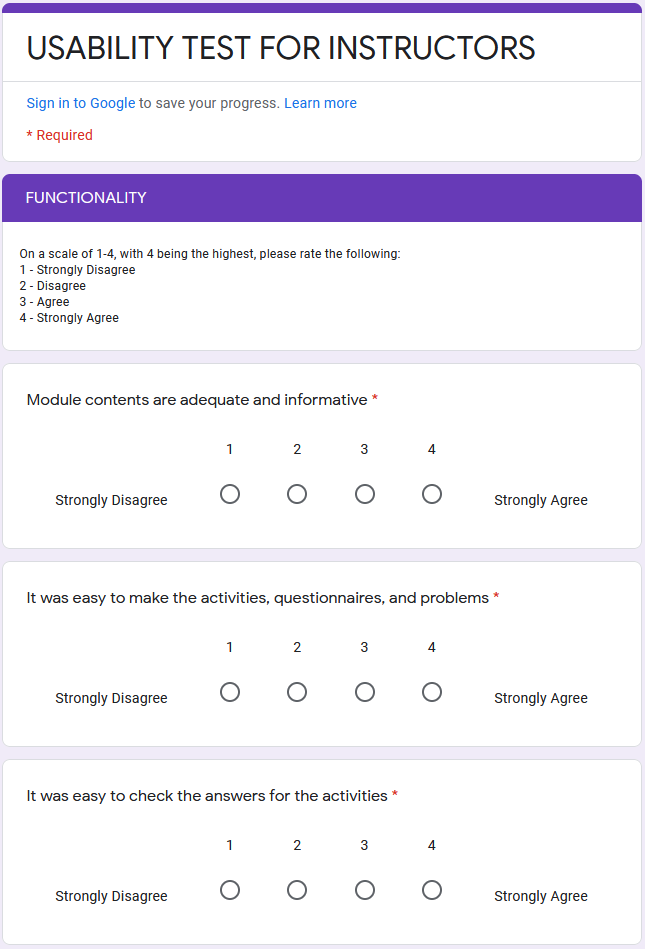 USABILITY TEST FOR INSTRUCTORS
Sign in to Google to save your progress. Learn more
* Required
FUNCTIONALITY
On a scale of 1-4, with 4 being the highest, please rate the following:
1 - Strongly Disagree
2 - Disagree
3 - Agree
4 - Strongly Agree
Module contents are adequate and informative *
1 2 3 4
Strongly Disagree Strongly Agree
It was easy to make the activities, questionnaires, and problems *
1 2 3 4
Strongly Disagree Strongly Agree
It was easy to check the answers for the activities *
1 2 3 4
Strongly Disagree Strongly Agree